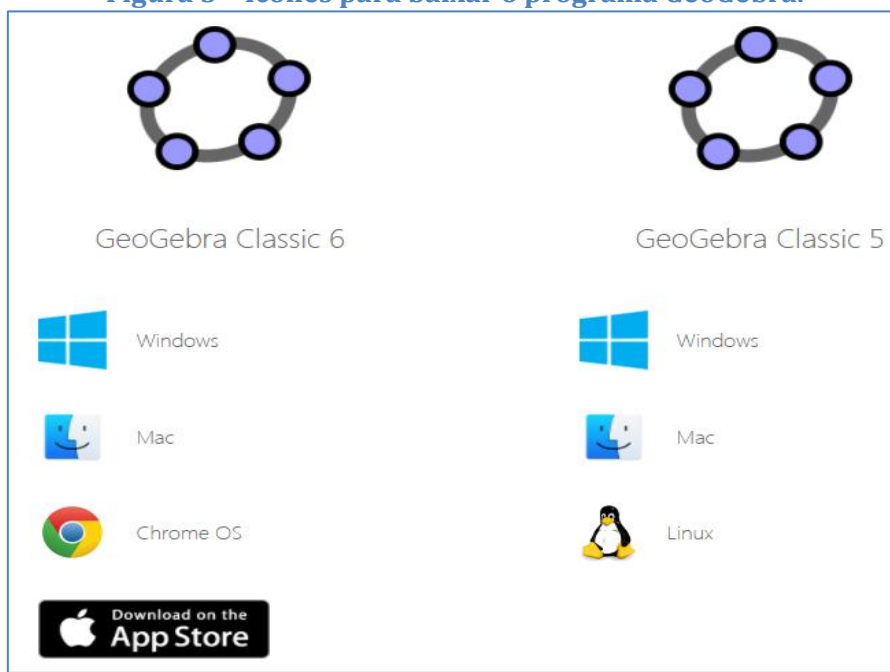 GeoGebra Classic 6
Windows
Mac
Chrome OS
Download on the
App Store
GeoGebra Classic 5
Windows
Mac
Linux